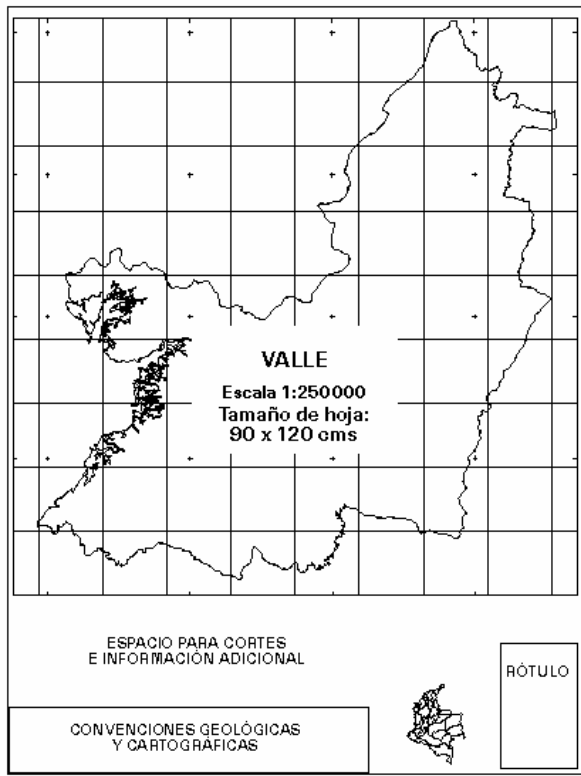 VALLE
Escala 1:250000
Tamaño de hoja:
90 x 120 cms
ESPACIO PARA CORTES
E INFORMACIÓN ADICIONAL
RÓTULO
CONVENCIONES GEOLÓGICAS
Y CARTOGRÁFICAS